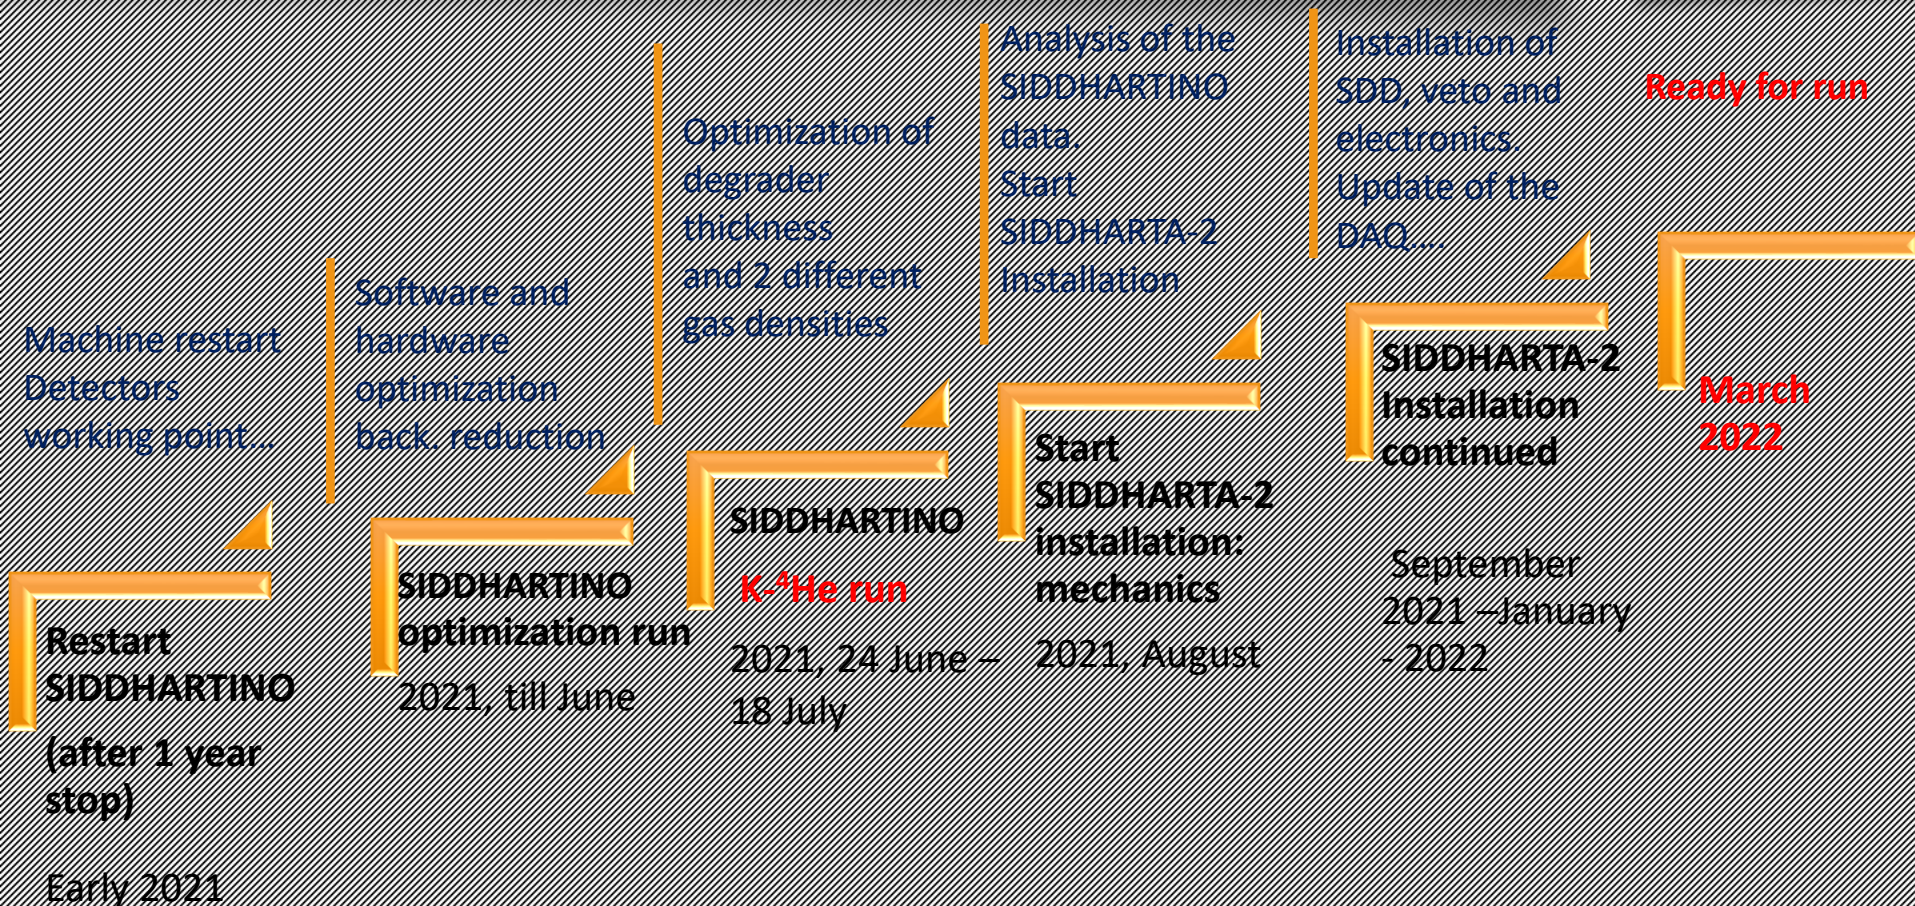 Machine restart
Detectors
working point...
Restart
SIDDHARTINO
(after 1 year
stop)
Early 2021
Software and
hardware
optimization
back. reduction
SIDDHARTINO
optimization run
2021, till June
Optimization of
degrader
thickness
and 2 different
gas densities
SIDDHARTINO
K-⁴He run
2021, 24 June –
18 July
Analysis of the
SIDDHARTINO
data.
Start
SIDDHARTA-2
Installation
Start
SIDDHARTA-2
installation:
mechanics
2021, August
Installation of
SDD, veto and
electronics.
Update of the
DAQ....
SIDDHARTA-2
Installation
continued
September
2021 –January
- 2022
Ready for run
March
2022